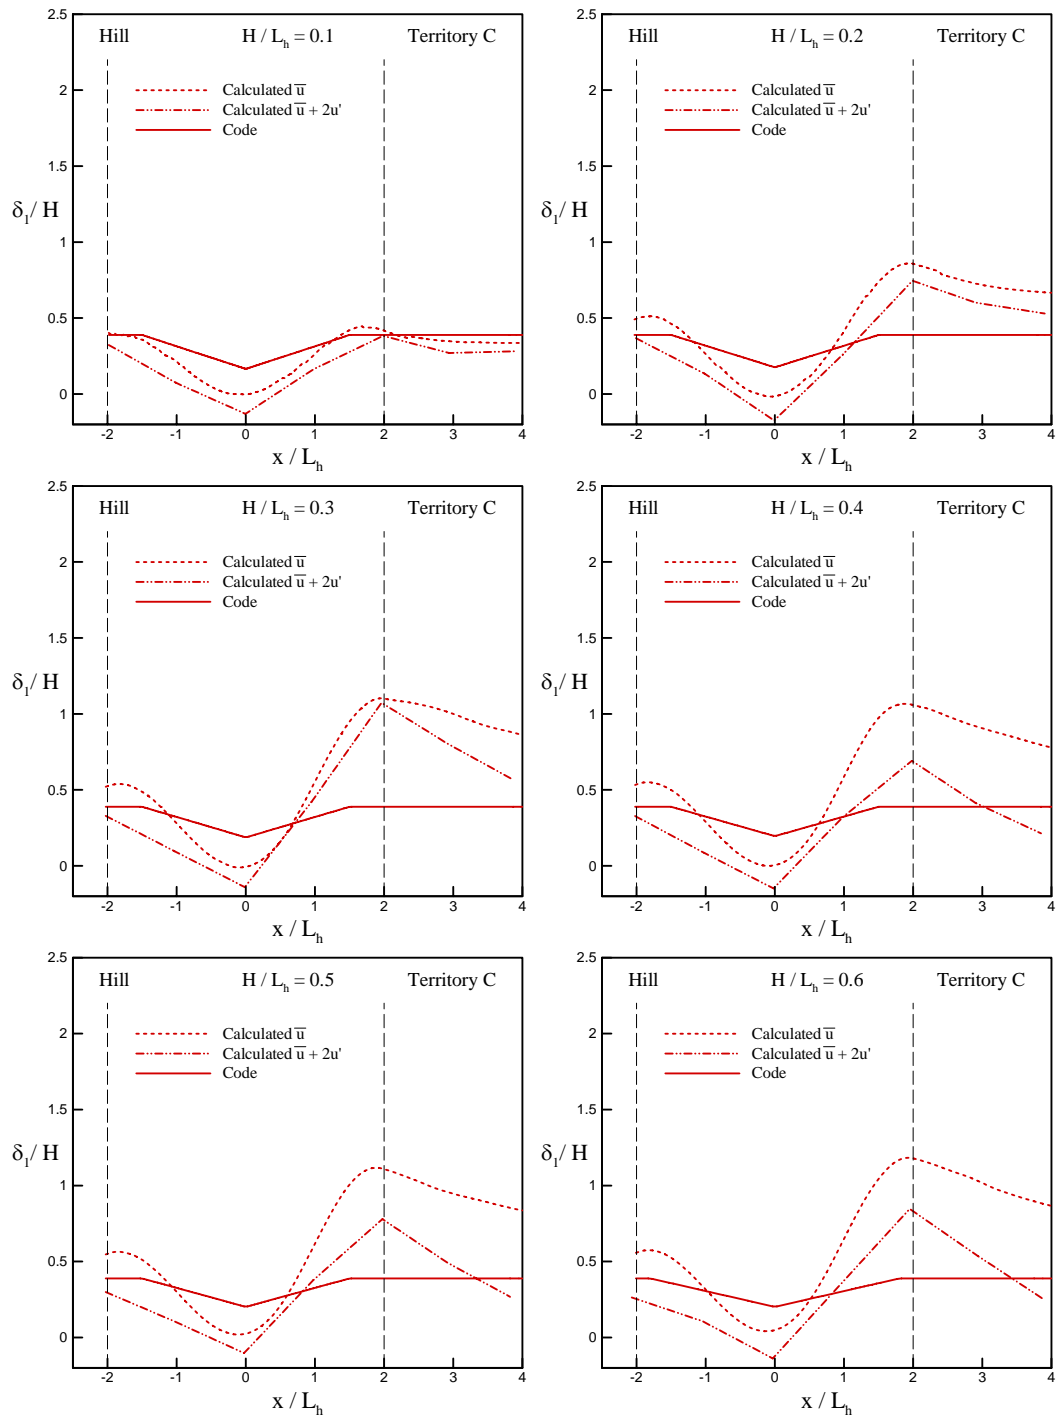 2.5
Hill H / Lh = 0.1 Territory C
2
Calculated u̅
Calculated u̅ + 2u'
Code
1.5
δ1/ H
1
0.5
0
-2 -1 0 1 2 3 4
x / Lh
2.5
Hill H / Lh = 0.2 Territory C
2
Calculated u̅
Calculated u̅ + 2u'
Code
1.5
δ1/ H
1
0.5
0
-2 -1 0 1 2 3 4
x / Lh
2.5
Hill H / Lh = 0.3 Territory C
2
Calculated u̅
Calculated u̅ + 2u'
Code
1.5
δ1/ H
1
0.5
0
-2 -1 0 1 2 3 4
x / Lh
2.5
Hill H / Lh = 0.4 Territory C
2
Calculated u̅
Calculated u̅ + 2u'
Code
1.5
δ1/ H
1
0.5
0
-2 -1 0 1 2 3 4
x / Lh
2.5
Hill H / Lh = 0.5 Territory C
2
Calculated u̅
Calculated u̅ + 2u'
Code
1.5
δ1/ H
1
0.5
0
-2 -1 0 1 2 3 4
x / Lh
2.5
Hill H / Lh = 0.6 Territory C
2
Calculated u̅
Calculated u̅ + 2u'
Code
1.5
δ1/ H
1
0.5
0
-2 -1 0 1 2 3 4
x / Lh